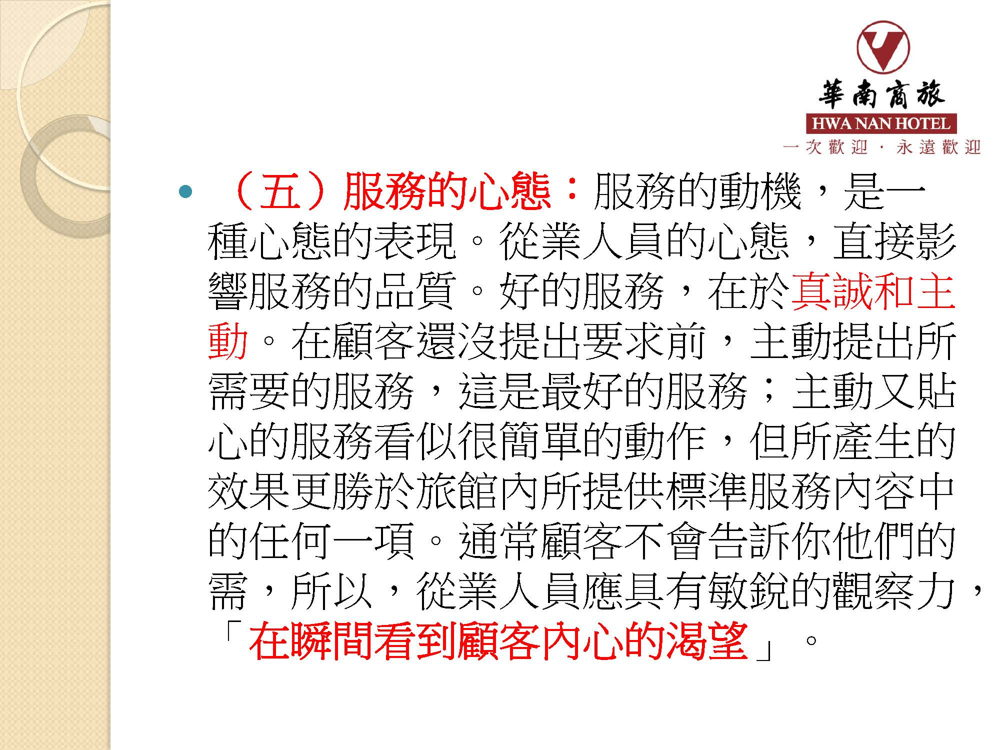 華南商旅
HWA NAN HOTEL
一次歡迎．永遠歡迎
• （五）服務的心態：服務的動機，是一
種心態的表現。從業人員的心態，直接影
響服務的品質。好的服務，在於真誠和主
動。在顧客還沒提出要求前，主動提出所
需要的服務，這是最好的服務；主動又貼
心的服務看似很簡單的動作，但所產生的
效果更勝於旅館內所提供標準服務內容中
的任何一項。通常顧客不會告訴你他們的
需，所以，從業人員應具有敏銳的觀察力，
「在瞬間看到顧客內心的渴望」。